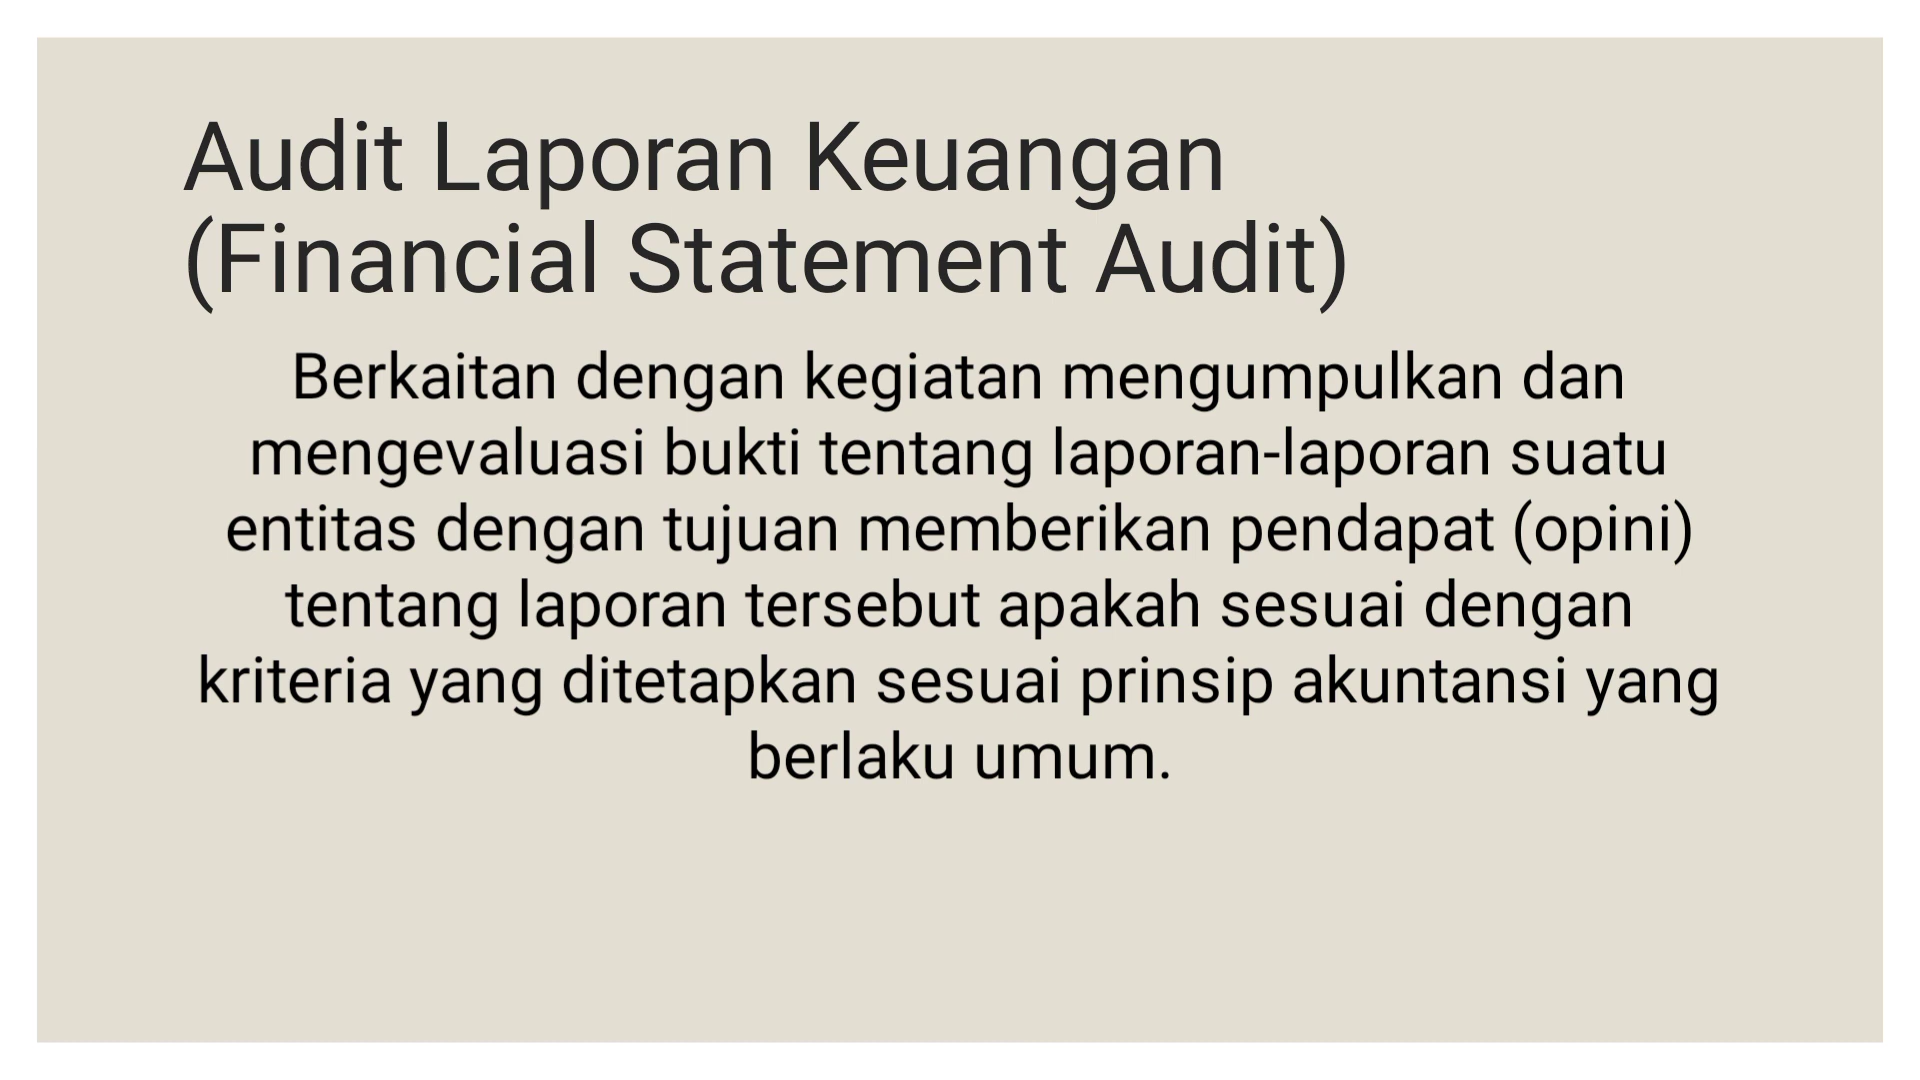 Audit Laporan Keuangan
(Financial Statement Audit)
Berkaitan dengan kegiatan mengumpulkan dan
mengevaluasi bukti tentang laporan-laporan suatu
entitas dengan tujuan memberikan pendapat (opini)
tentang laporan tersebut apakah sesuai dengan
kriteria yang ditetapkan sesuai prinsip akuntansi yang
berlaku umum.